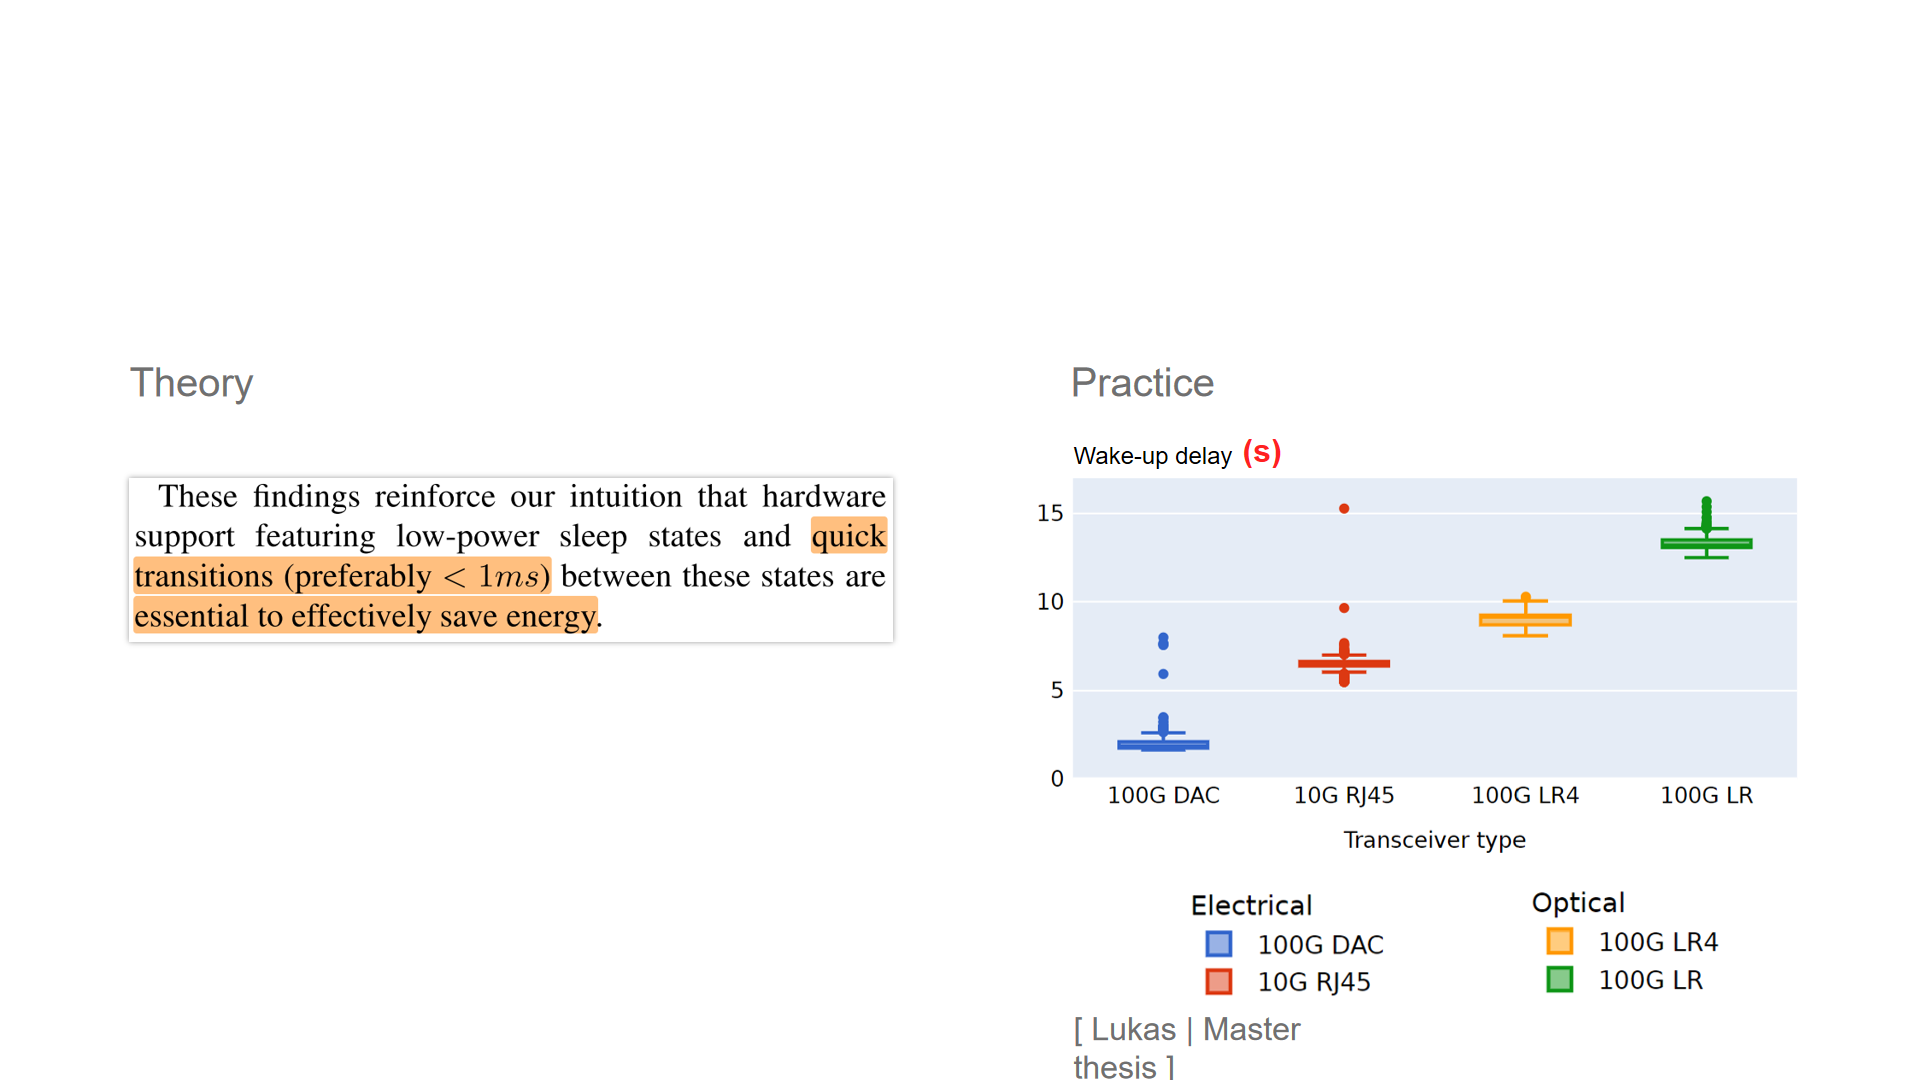 Theory
These findings reinforce our intuition that hardware
support featuring low-power sleep states and quick
transitions (preferably < 1ms) between these states are
essential to effectively save energy.
Practice
Wake-up delay (s)
15
10
5
0
100G DAC 10G RJ45 100G LR4 100G LR
Transceiver type
Electrical
100G DAC
10G RJ45
Optical
100G LR4
100G LR
[ Lukas | Master
thesis ]